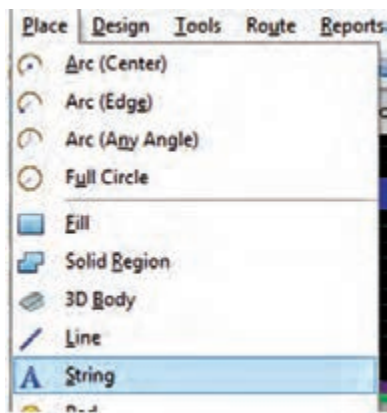 Place Design Tools Route Reports
Arc (Center)
Arc (Edge)
Arc (Any Angle)
Full Circle
Fill
Solid Region
3D Body
Line
String